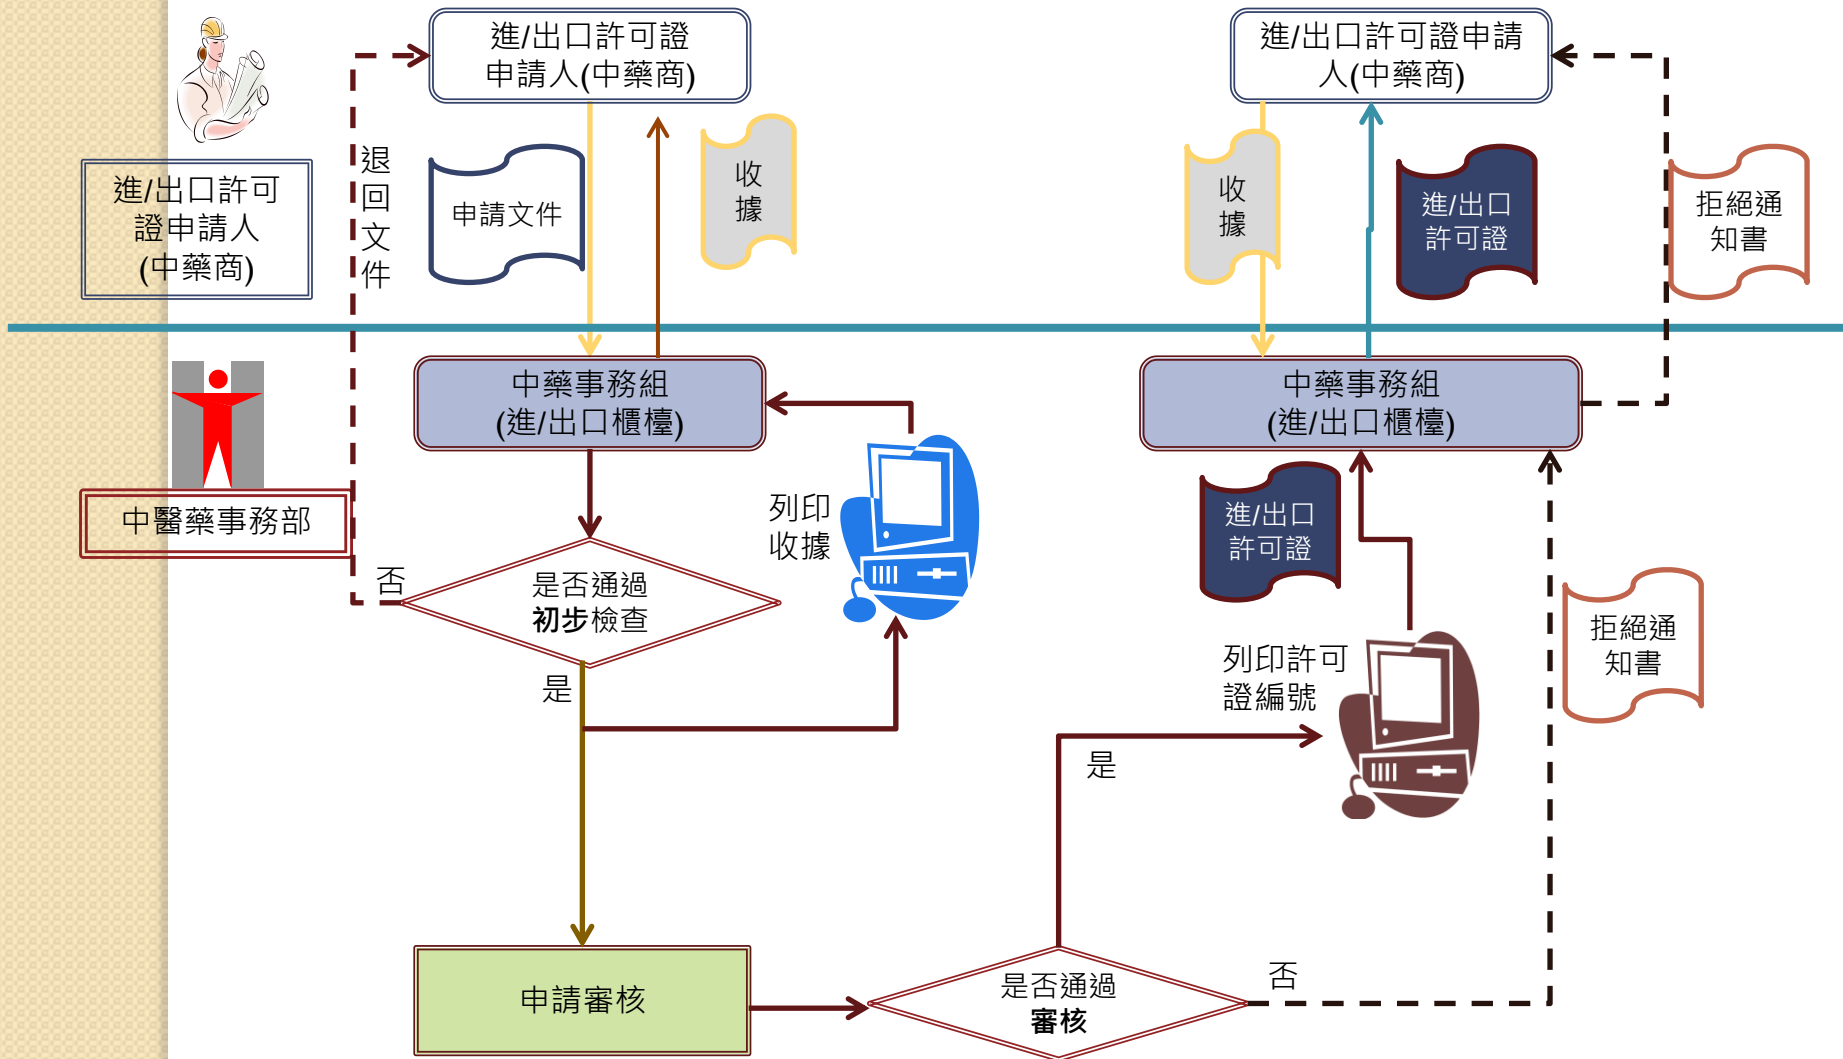 進/出口許可證
申請人(中藥商)
進/出口許可證申請
人(中藥商)
進/出口許可
證申請人
(中藥商)
退
回
文
件
申請文件
收
據
收
據
進/出口
許可證
拒絕通
知書
中藥事務組
(進/出口櫃檯)
中藥事務組
(進/出口櫃檯)
中醫藥事務部
列印
收據
進/出口
許可證
否
是否通過
初步檢查
是
拒絕通
知書
列印許可
證編號
是
申請審核
是否通過
審核
否